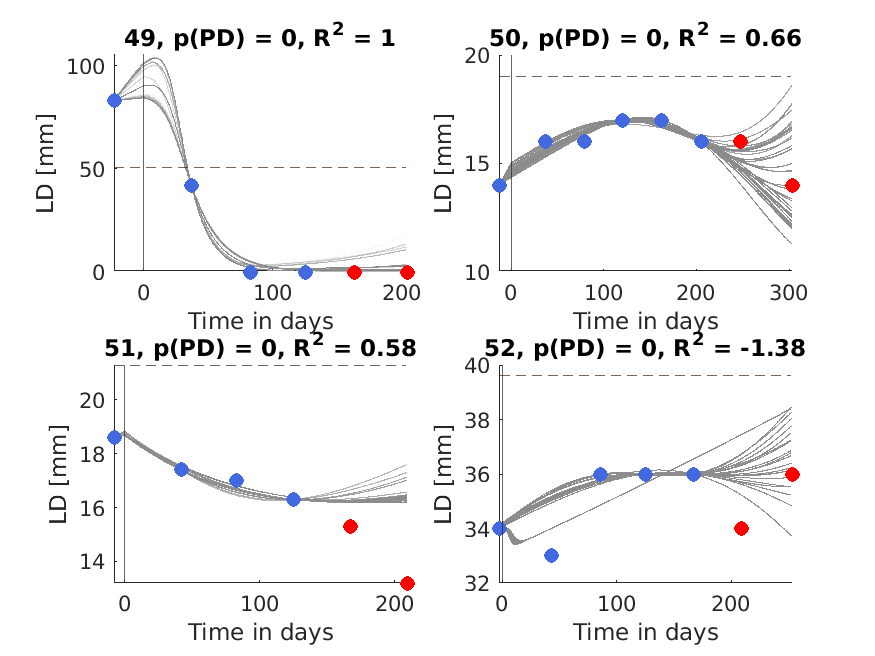 49, p(PD) = 0, R² = 1
LD [mm]
100
50
0
0
100
200
Time in days
50, p(PD) = 0, R² = 0.66
LD [mm]
20
15
10
0
100
200
300
Time in days
51, p(PD) = 0, R² = 0.58
LD [mm]
20
18
16
14
0
100
200
Time in days
52, p(PD) = 0, R² = -1.38
LD [mm]
40
38
36
34
32
0
100
200
Time in days